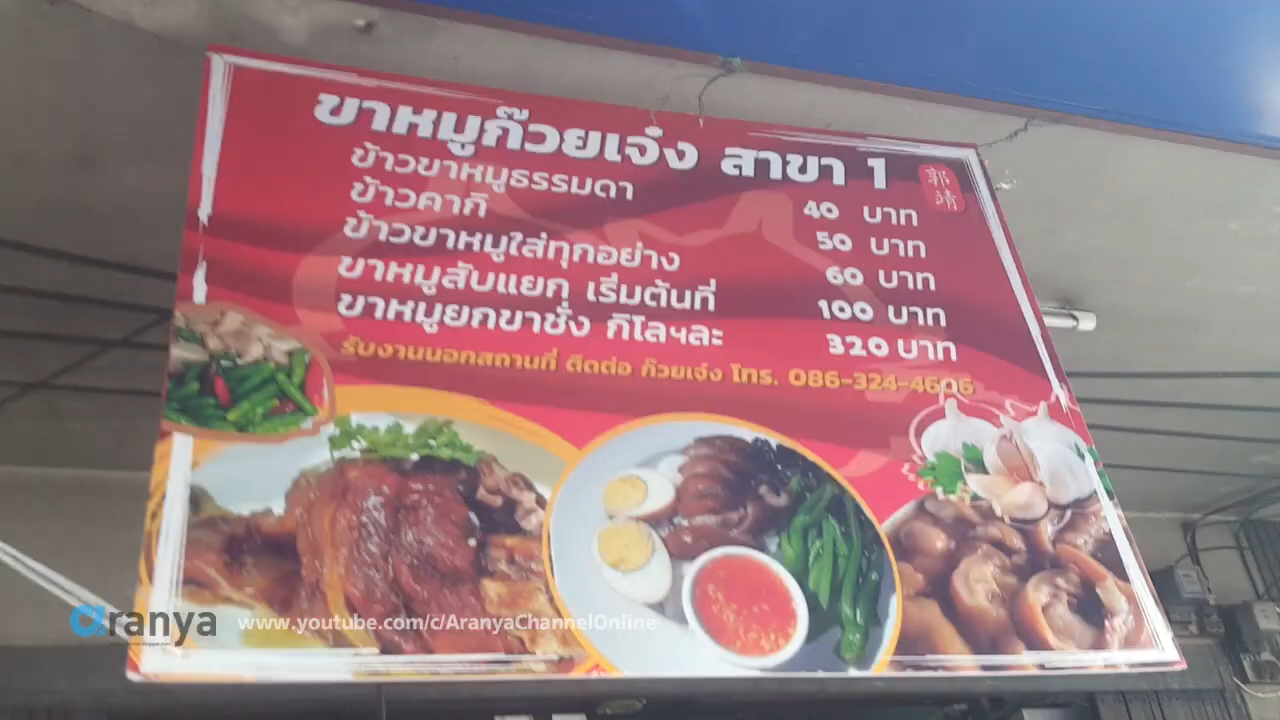 ขาหมูก๊วยเจ๋ง สาขา 1
郭靖
ข้าวขาหมูธรรมดา 40 บาท
ข้าวคากิ 50 บาท
ข้าวขาหมูใส่ทุกอย่าง 60 บาท
ขาหมูสับแยก เริ่มต้นที่ 100 บาท
ขาหมูยกขาชั่ง กิโลฯละ 320 บาท
รับงานนอกสถานที่ ติดต่อ ก๊วยเจ๋ง โทร. 086-324-4606
aranya www.youtube.com/c/AranyaChannelOnline